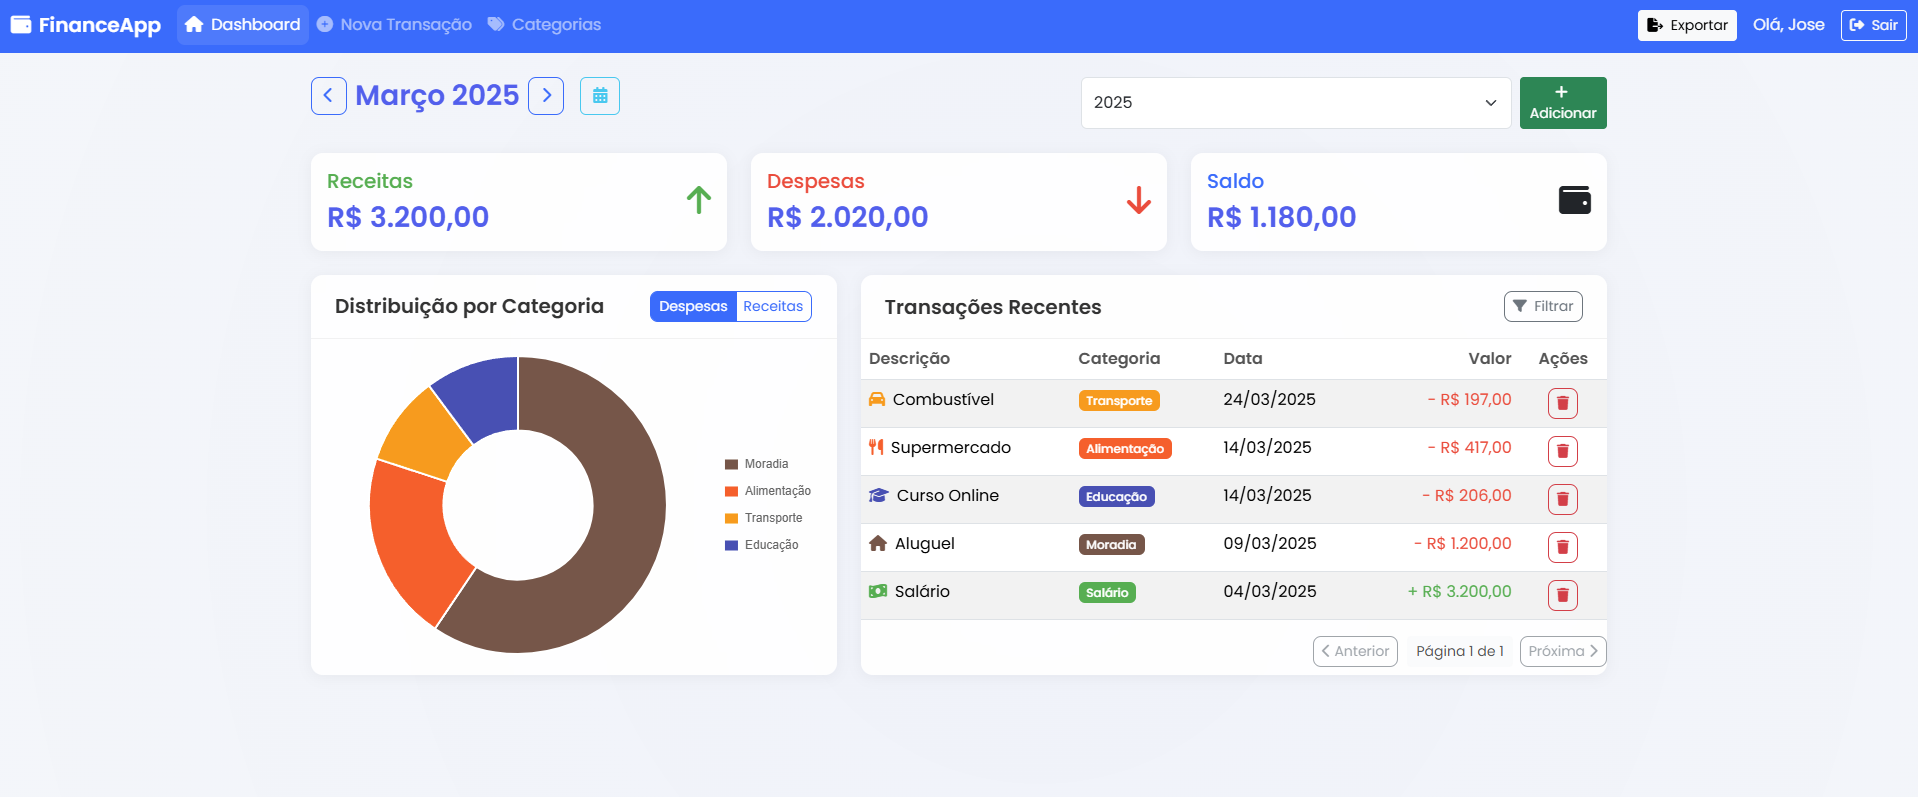 FinanceApp Dashboard Nova Transação Categorias Exportar Olá, Jose Sair
Março 2025
2025
Adicionar
Receitas
R$ 3.200,00
Despesas
R$ 2.020,00
Saldo
R$ 1.180,00
Distribuição por Categoria Despesas Receitas
Moradia
Alimentação
Transporte
Educação
Transações Recentes Filtrar
Descrição Categoria Data Valor Ações
Combustível Transporte 24/03/2025 - R$ 197,00
Supermercado Alimentação 14/03/2025 - R$ 417,00
Curso Online Educação 14/03/2025 - R$ 206,00
Aluguel Moradia 09/03/2025 - R$ 1.200,00
Salário Salário 04/03/2025 + R$ 3.200,00
Anterior Página 1 de 1 Próxima